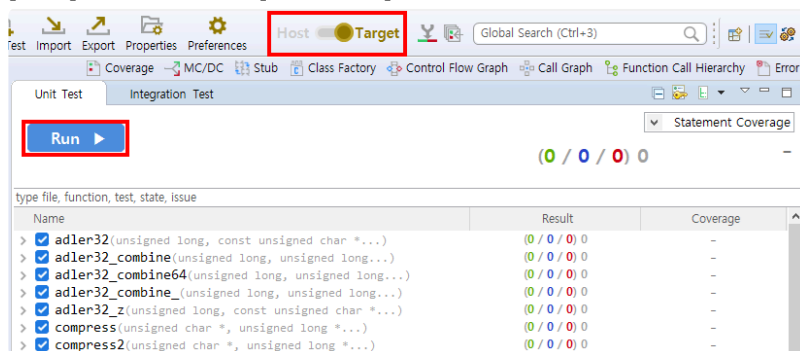 Test Import Export Properties Preferences Host Target Global Search (Ctrl+3)
Coverage MC/DC Stub Class Factory Control Flow Graph Call Graph Function Call Hierarchy Error
Unit Test Integration Test
Run Statement Coverage
(0 / 0 / 0) 0 –
type file, function, test, state, issue
Name Result Coverage
adler32(unsigned long, const unsigned char *...) (0 / 0 / 0) 0 –
adler32_combine(unsigned long, unsigned long...) (0 / 0 / 0) 0 –
adler32_combine64(unsigned long, unsigned long...) (0 / 0 / 0) 0 –
adler32_combine_(unsigned long, unsigned long...) (0 / 0 / 0) 0 –
adler32_z(unsigned long, const unsigned char *...) (0 / 0 / 0) 0 –
compress(unsigned char *, unsigned long *...) (0 / 0 / 0) 0 –
compress2(unsigned char *, unsigned long *...) (0 / 0 / 0) 0 –